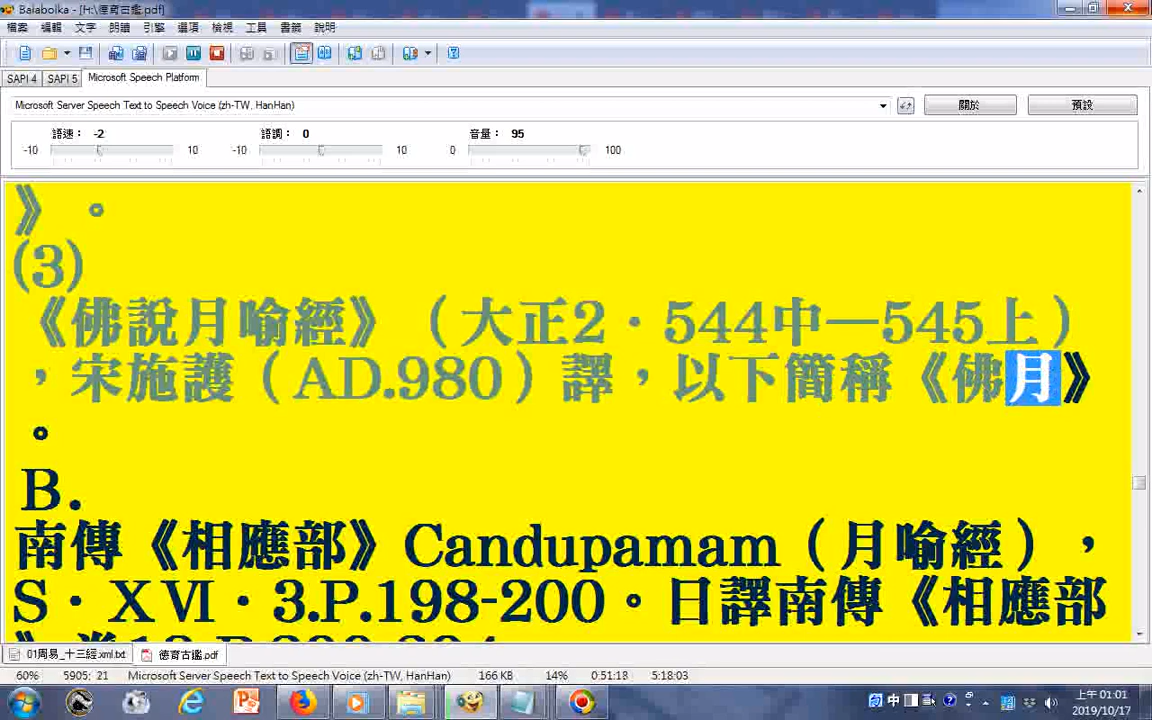 Balabolka - [H:\德育古鑑.pdf]
檔案 編輯 文字 朗讀 引擎 選項 檢視 工具 書籤 說明
SAPI 4 SAPI 5 Microsoft Speech Platform
Microsoft Server Speech Text to Speech Voice (zh-TW, HanHan) 關於 預設
語速： -2 語調： 0 音量： 95
-10 10 -10 10 0 100
》。
(3)
《佛說月喻經》（大正2．544中—545上）
，宋施護（AD.980）譯，以下簡稱《佛月》
。
B.
南傳《相應部》Candupamam（月喻經），
S．XⅥ．3.P.198-200。日譯南傳《相應部
01周易_十三經.xml.txt 德育古鑑.pdf
60% 5905; 21 Microsoft Server Speech Text to Speech Voice (zh-TW, HanHan) 166 KB 14% 0:51:18 5:18:03
中 上午 01:01
2019/10/17